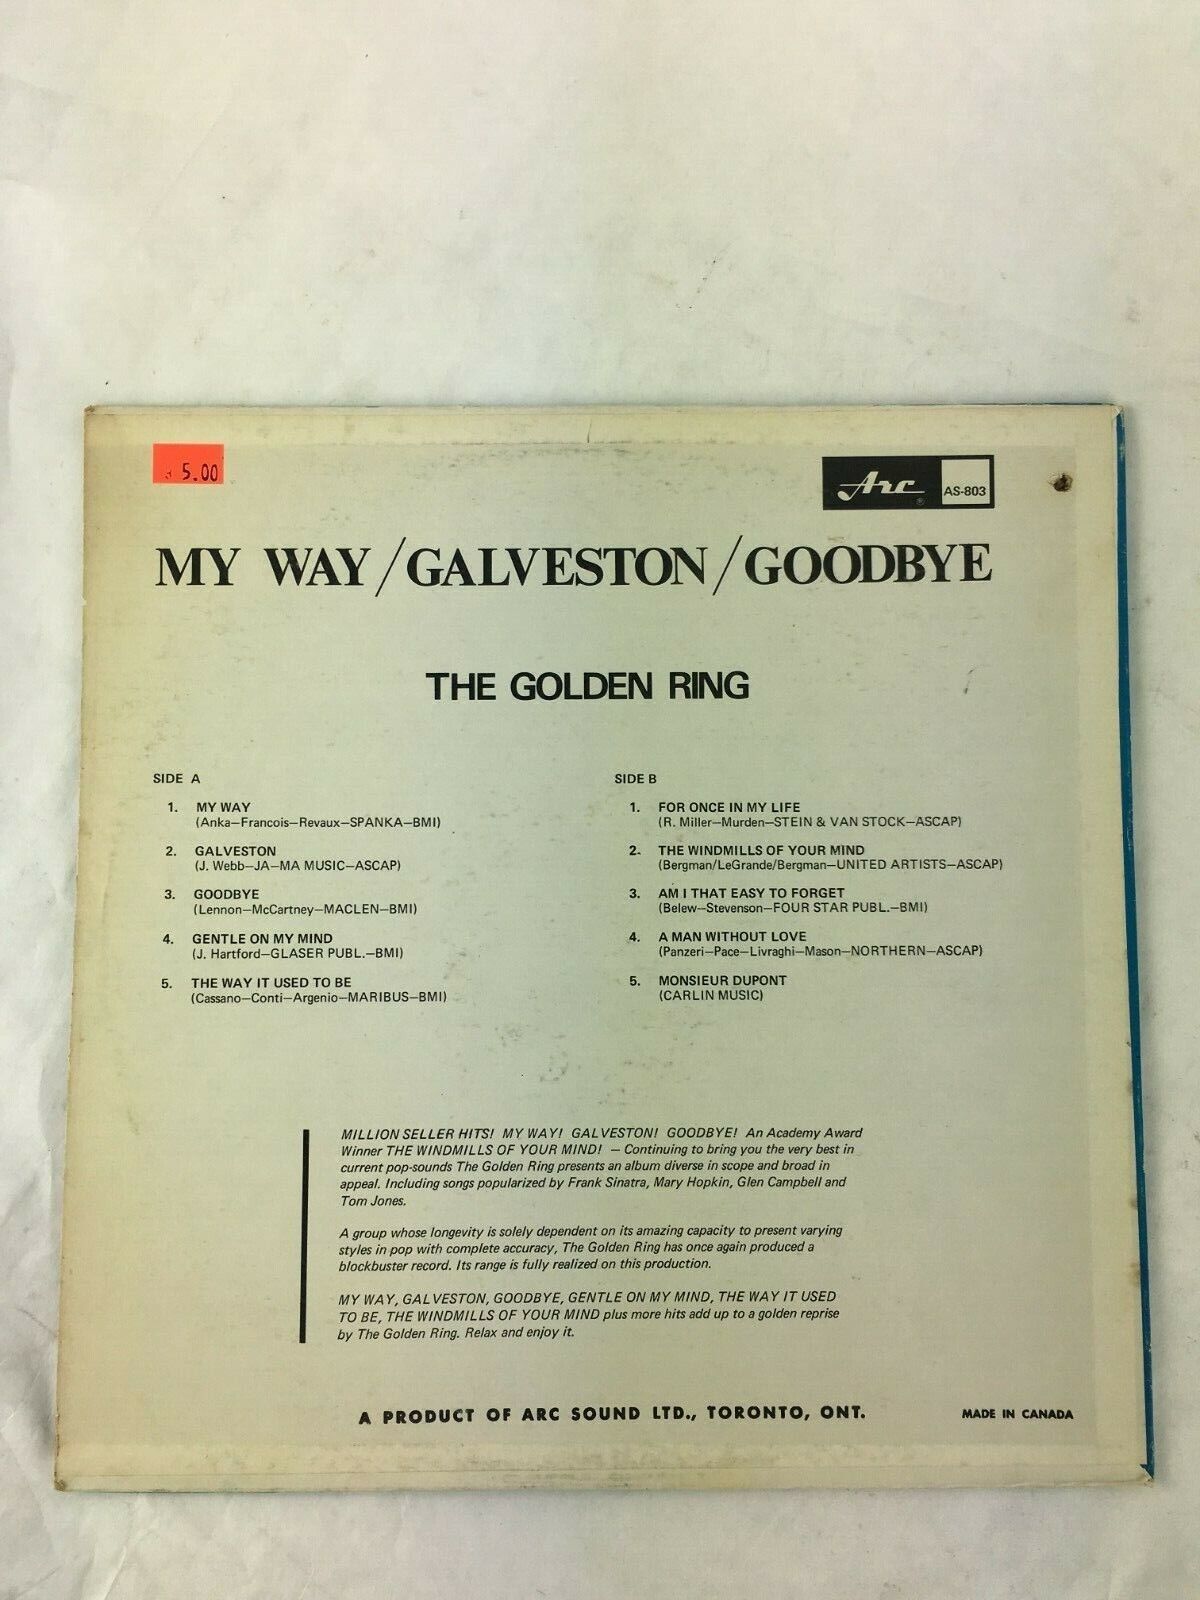 $ 5.00
Arc ® AS-803
MY WAY/GALVESTON/GOODBYE
THE GOLDEN RING
SIDE A
1. MY WAY
(Anka—Francois—Revaux—SPANKA—BMI)
2. GALVESTON
(J. Webb—JA—MA MUSIC—ASCAP)
3. GOODBYE
(Lennon—McCartney—MACLEN—BMI)
4. GENTLE ON MY MIND
(J. Hartford—GLASER PUBL.—BMI)
5. THE WAY IT USED TO BE
(Cassano—Conti—Argenio—MARIBUS—BMI)
SIDE B
1. FOR ONCE IN MY LIFE
(R. Miller—Murden—STEIN & VAN STOCK—ASCAP)
2. THE WINDMILLS OF YOUR MIND
(Bergman/LeGrande/Bergman—UNITED ARTISTS—ASCAP)
3. AM I THAT EASY TO FORGET
(Belew—Stevenson—FOUR STAR PUBL.—BMI)
4. A MAN WITHOUT LOVE
(Panzeri—Pace—Livraghi—Mason—NORTHERN—ASCAP)
5. MONSIEUR DUPONT
(CARLIN MUSIC)
MILLION SELLER HITS! MY WAY! GALVESTON! GOODBYE! An Academy Award
Winner THE WINDMILLS OF YOUR MIND! — Continuing to bring you the very best in
current pop-sounds The Golden Ring presents an album diverse in scope and broad in
appeal. Including songs popularized by Frank Sinatra, Mary Hopkin, Glen Campbell and
Tom Jones.
A group whose longevity is solely dependent on its amazing capacity to present varying
styles in pop with complete accuracy, The Golden Ring has once again produced a
blockbuster record. Its range is fully realized on this production.
MY WAY, GALVESTON, GOODBYE, GENTLE ON MY MIND, THE WAY IT USED
TO BE, THE WINDMILLS OF YOUR MIND plus more hits add up to a golden reprise
by The Golden Ring. Relax and enjoy it.
A PRODUCT OF ARC SOUND LTD., TORONTO, ONT.
MADE IN CANADA